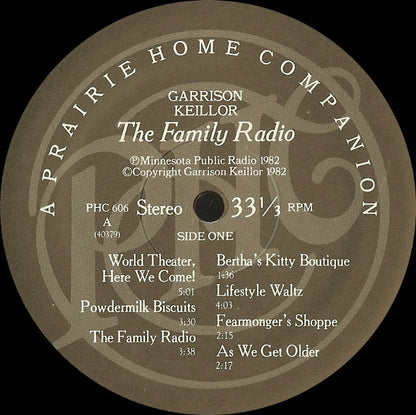 A PRAIRIE HOME COMPANION
GARRISON
KEILLOR
The Family Radio
℗Minnesota Public Radio 1982
©Copyright Garrison Keillor 1982
PHC 606 Stereo 33 1/3 RPM
A
(40379)
SIDE ONE
World Theater,
Here We Come!
5:01
Powdermilk Biscuits
3:30
The Family Radio
3:38
Bertha's Kitty Boutique
1:36
Lifestyle Waltz
4:03
Fearmonger's Shoppe
2:15
As We Get Older
2:17
PHC